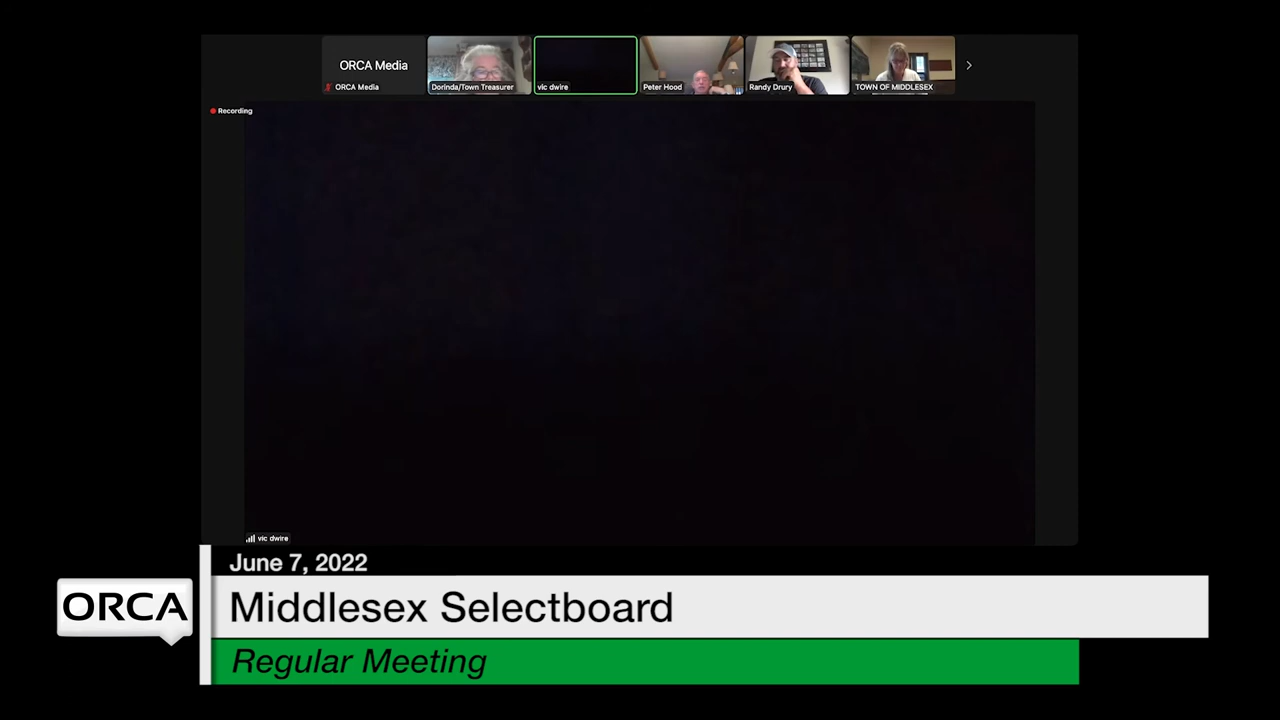 ORCA Media
ORCA Media
Dorinda/Town Treasurer
vic dwire
Peter Hood
Randy Drury
TOWN OF MIDDLESEX
Recording
vic dwire
June 7, 2022
ORCA
Middlesex Selectboard
Regular Meeting